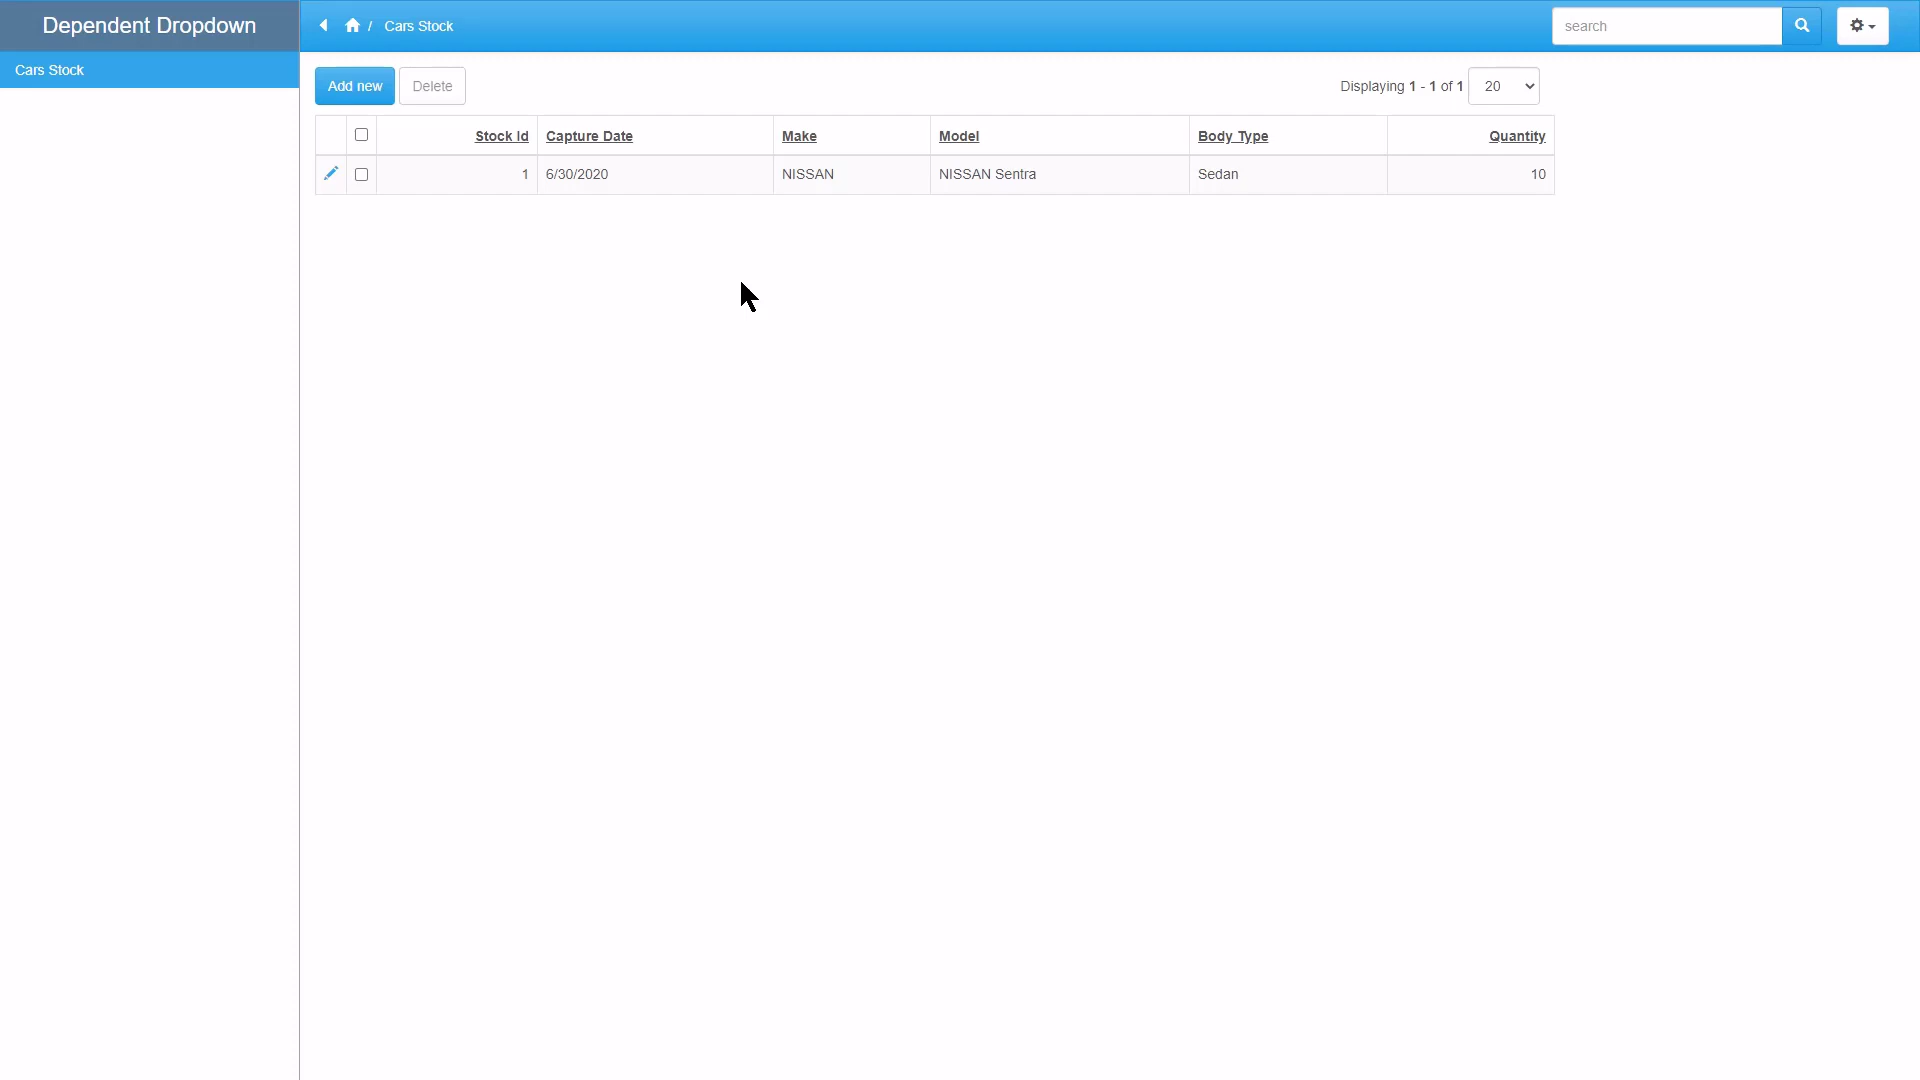 Dependent Dropdown
/ Cars Stock
search
Cars Stock
Add new
Delete
Displaying 1 - 1 of 1
20
Stock Id Capture Date Make Model Body Type Quantity
1 6/30/2020 NISSAN NISSAN Sentra Sedan 10